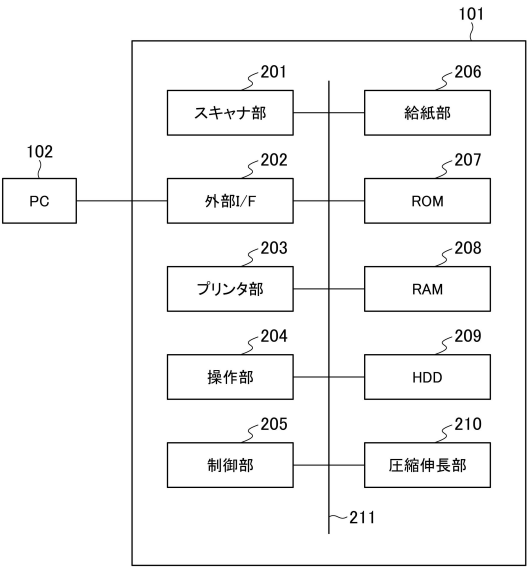 101
201
206
スキャナ部
給紙部
102
202
207
PC
外部I/F
ROM
203
208
プリンタ部
RAM
204
209
操作部
HDD
205
210
制御部
圧縮伸長部
211